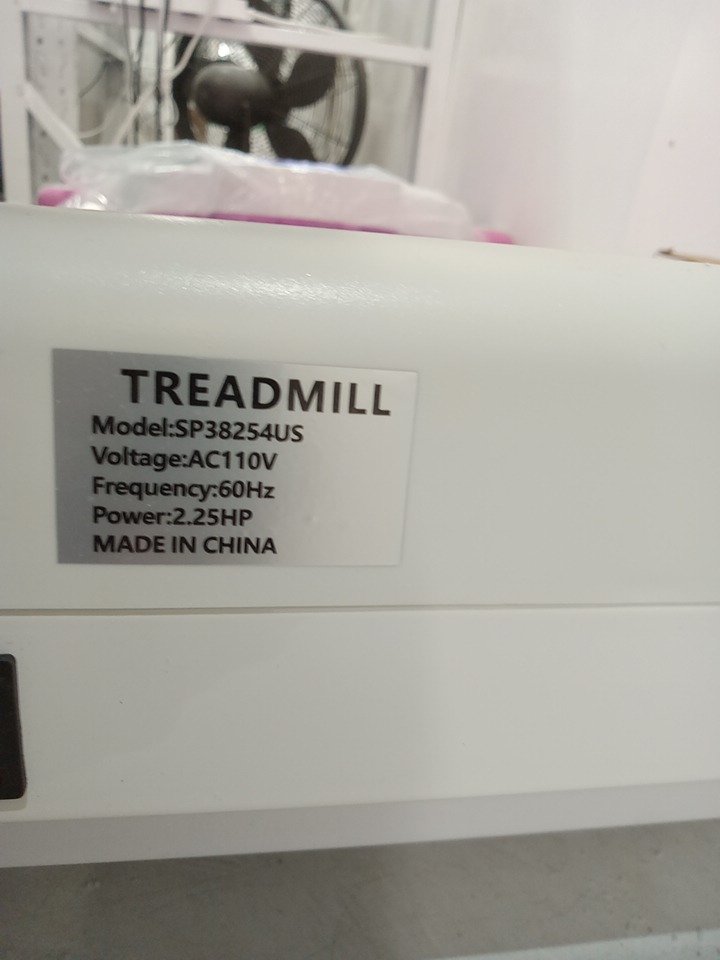 TREADMILL
Model:SP38254US
Voltage:AC110V
Frequency:60Hz
Power:2.25HP
MADE IN CHINA